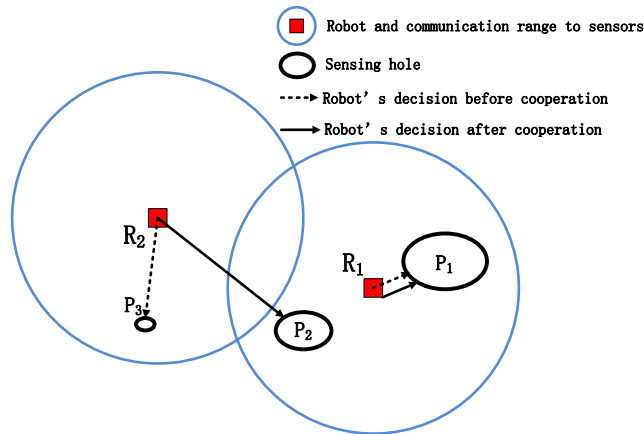 Robot and communication range to sensors
Sensing hole
Robot's decision before cooperation
Robot's decision after cooperation
R2
R1
P1
P3
P2